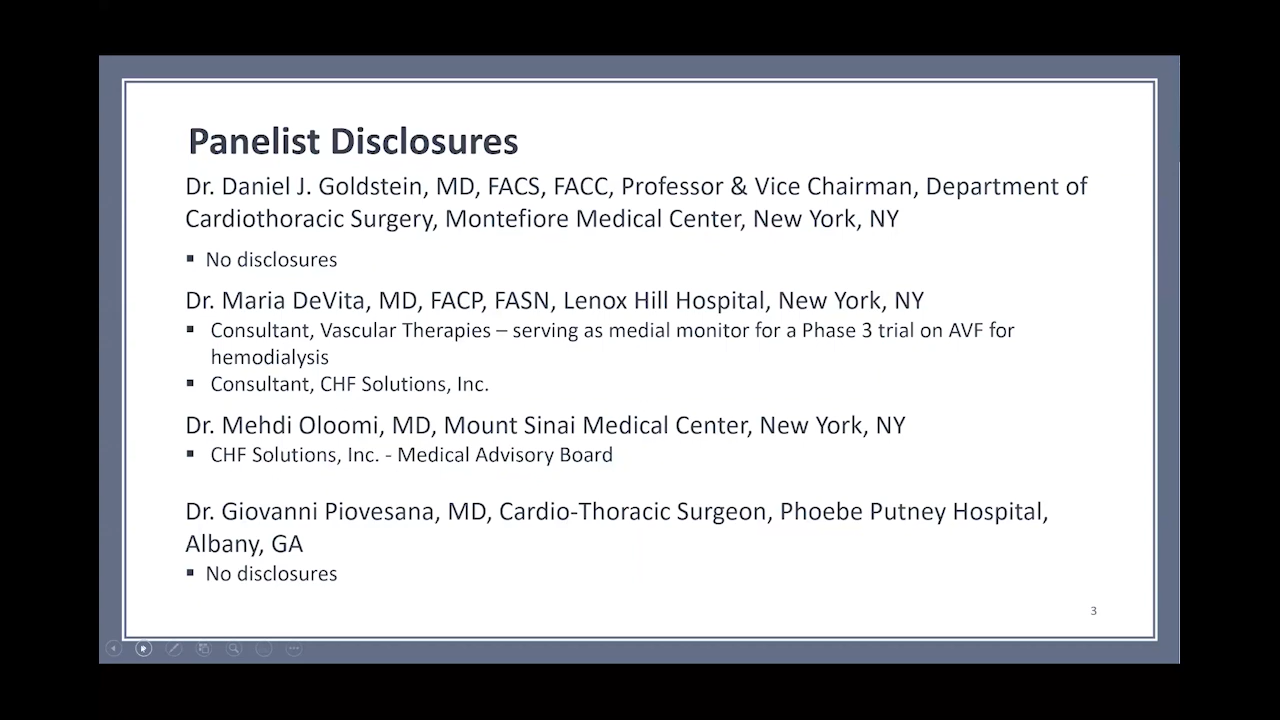 Panelist Disclosures
Dr. Daniel J. Goldstein, MD, FACS, FACC, Professor & Vice Chairman, Department of
Cardiothoracic Surgery, Montefiore Medical Center, New York, NY
▪ No disclosures
Dr. Maria DeVita, MD, FACP, FASN, Lenox Hill Hospital, New York, NY
▪ Consultant, Vascular Therapies – serving as medial monitor for a Phase 3 trial on AVF for
hemodialysis
▪ Consultant, CHF Solutions, Inc.
Dr. Mehdi Oloomi, MD, Mount Sinai Medical Center, New York, NY
▪ CHF Solutions, Inc. - Medical Advisory Board
Dr. Giovanni Piovesana, MD, Cardio-Thoracic Surgeon, Phoebe Putney Hospital,
Albany, GA
▪ No disclosures
3